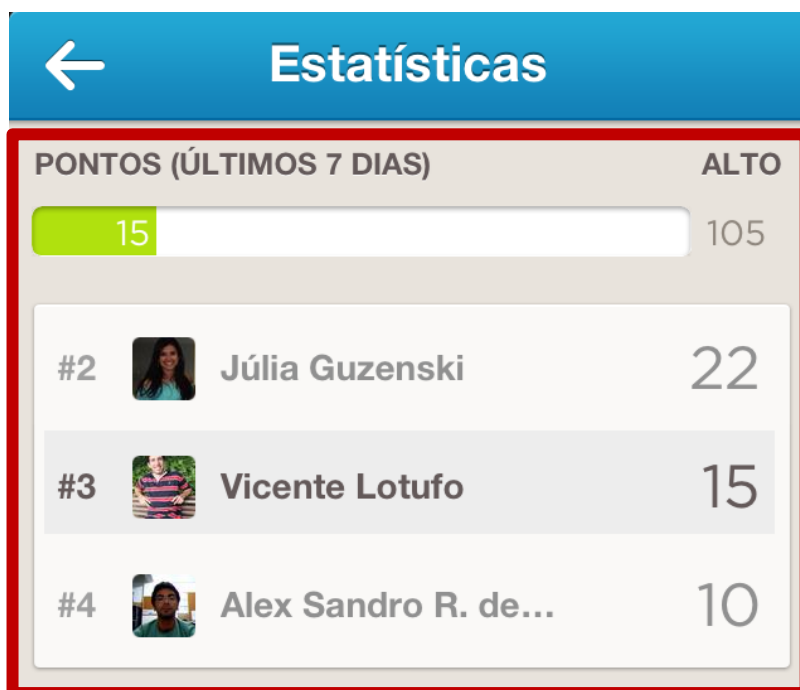 Estatísticas
PONTOS (ÚLTIMOS 7 DIAS) ALTO
15 105
#2 Júlia Guzenski 22
#3 Vicente Lotufo 15
#4 Alex Sandro R. de... 10